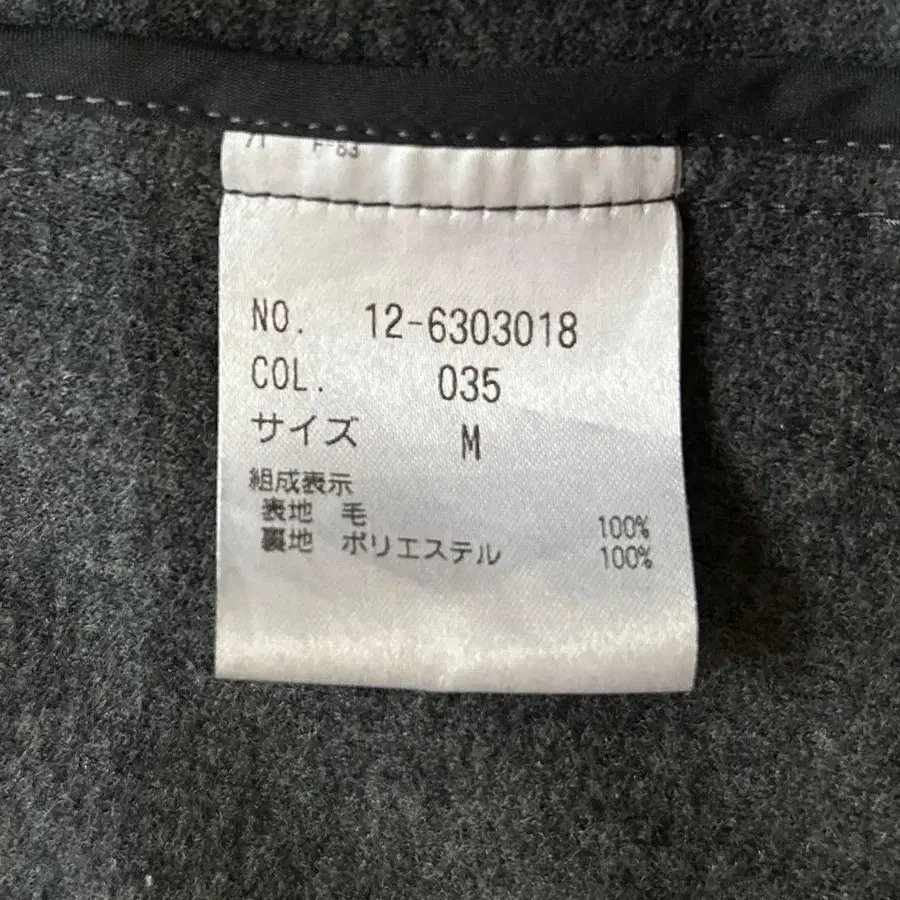 F-63
NO. 12-6303018
COL. 035
サイズ M
組成表示
表地 毛 100%
裏地 ポリエステル 100%